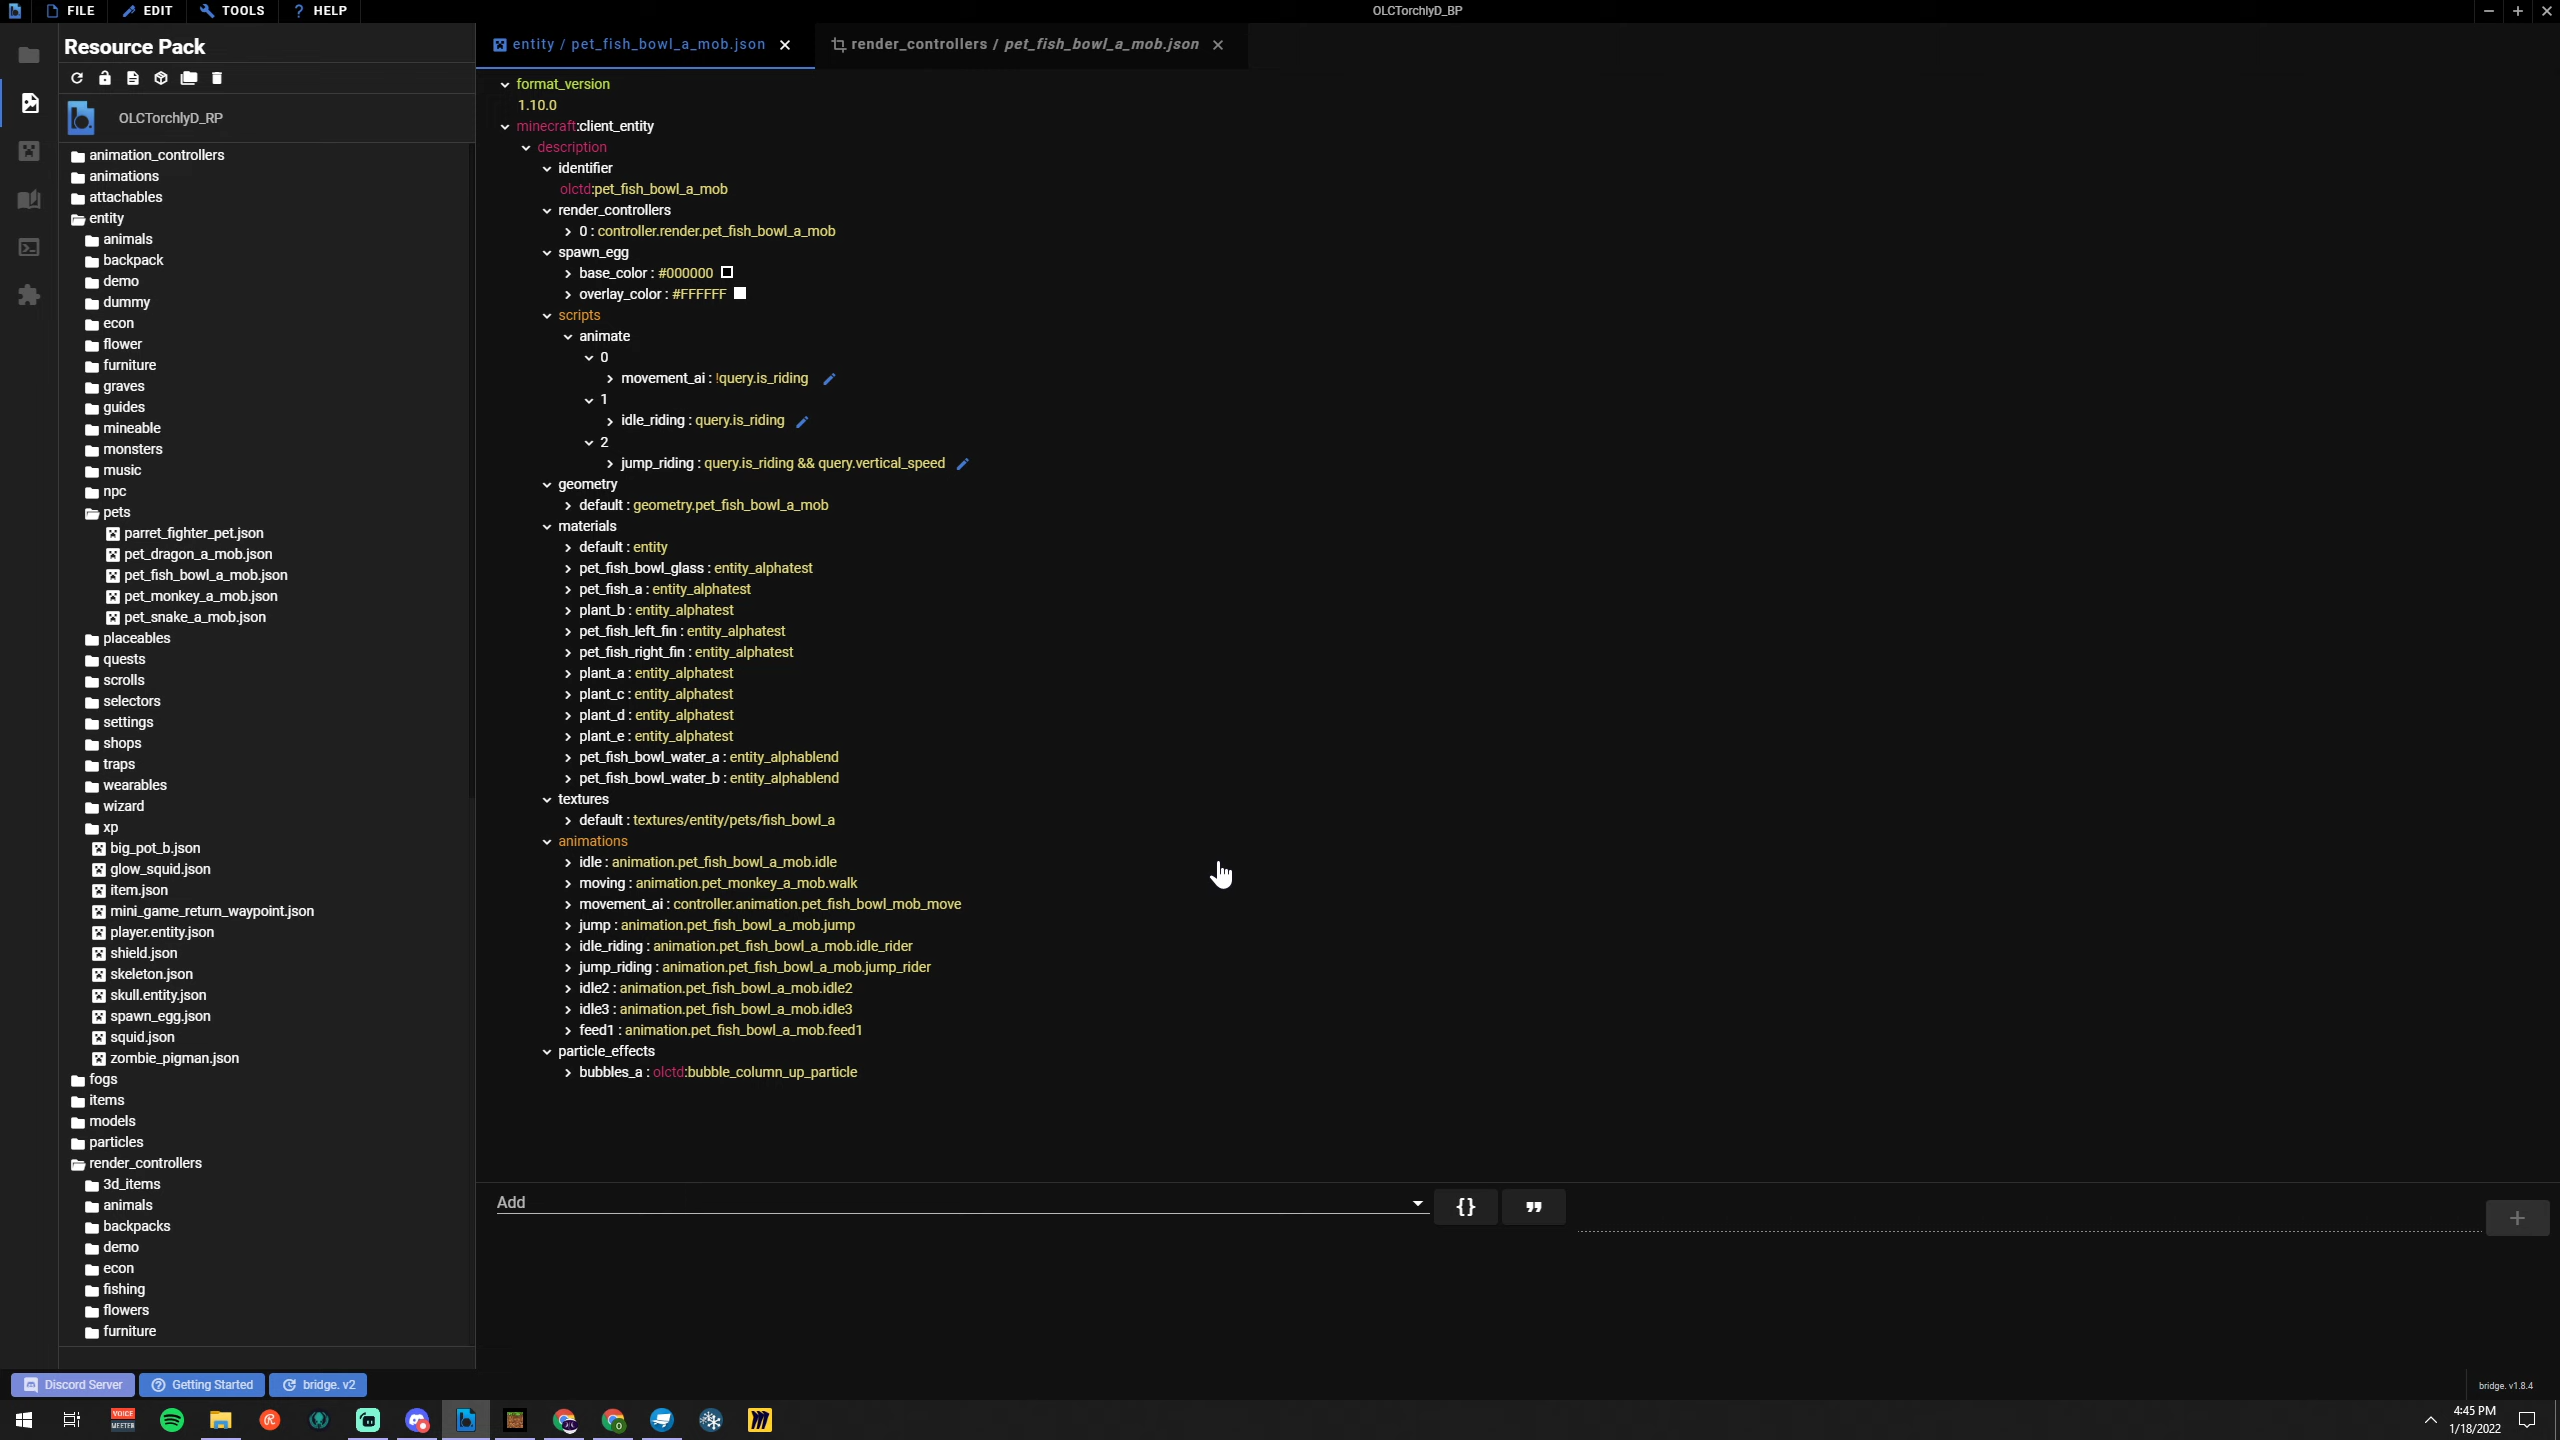 FILE EDIT TOOLS ? HELP OLCTorchlyD_BP
Resource Pack
OLCTorchlyD_RP
animation_controllers
animations
attachables
entity
animals
backpack
demo
dummy
econ
flower
furniture
graves
guides
mineable
monsters
music
npc
pets
parret_fighter_pet.json
pet_dragon_a_mob.json
pet_fish_bowl_a_mob.json
pet_monkey_a_mob.json
pet_snake_a_mob.json
placeables
quests
scrolls
selectors
settings
shops
traps
wearables
wizard
xp
big_pot_b.json
glow_squid.json
item.json
mini_game_return_waypoint.json
player.entity.json
shield.json
skeleton.json
skull.entity.json
spawn_egg.json
squid.json
zombie_pigman.json
fogs
items
models
particles
render_controllers
3d_items
animals
backpacks
demo
econ
fishing
flowers
furniture
entity / pet_fish_bowl_a_mob.json render_controllers / pet_fish_bowl_a_mob.json
format_version
1.10.0
minecraft:client_entity
description
identifier
olctd:pet_fish_bowl_a_mob
render_controllers
0 : controller.render.pet_fish_bowl_a_mob
spawn_egg
base_color : #000000
overlay_color : #FFFFFF
scripts
animate
0
movement_ai : !query.is_riding
1
idle_riding : query.is_riding
2
jump_riding : query.is_riding && query.vertical_speed
geometry
default : geometry.pet_fish_bowl_a_mob
materials
default : entity
pet_fish_bowl_glass : entity_alphatest
pet_fish_a : entity_alphatest
plant_b : entity_alphatest
pet_fish_left_fin : entity_alphatest
pet_fish_right_fin : entity_alphatest
plant_a : entity_alphatest
plant_c : entity_alphatest
plant_d : entity_alphatest
plant_e : entity_alphatest
pet_fish_bowl_water_a : entity_alphablend
pet_fish_bowl_water_b : entity_alphablend
textures
default : textures/entity/pets/fish_bowl_a
animations
idle : animation.pet_fish_bowl_a_mob.idle
moving : animation.pet_monkey_a_mob.walk
movement_ai : controller.animation.pet_fish_bowl_mob_move
jump : animation.pet_fish_bowl_a_mob.jump
idle_riding : animation.pet_fish_bowl_a_mob.idle_rider
jump_riding : animation.pet_fish_bowl_a_mob.jump_rider
idle2 : animation.pet_fish_bowl_a_mob.idle2
idle3 : animation.pet_fish_bowl_a_mob.idle3
feed1 : animation.pet_fish_bowl_a_mob.feed1
particle_effects
bubbles_a : olctd:bubble_column_up_particle
Add {} "
Discord Server Getting Started bridge. v2 bridge. v1.8.4
VOICE MEETER
4:45 PM
1/18/2022